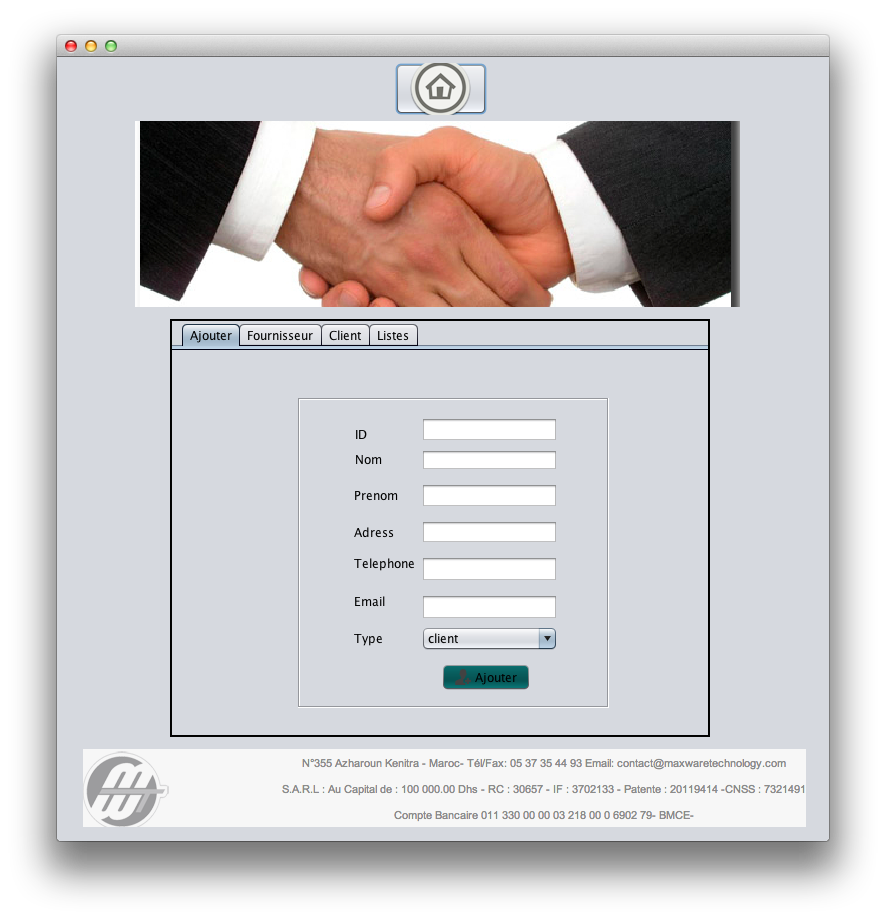 Ajouter Fournisseur Client Listes
ID
Nom
Prenom
Adress
Telephone
Email
Type client
Ajouter
N°355 Azharoun Kenitra - Maroc- Tél/Fax: 05 37 35 44 93 Email: contact@maxwaretechnology.com
S.A.R.L : Au Capital de : 100 000.00 Dhs - RC : 30657 - IF : 3702133 - Patente : 20119414 -CNSS : 7321491
Compte Bancaire 011 330 00 00 03 218 00 0 6902 79- BMCE-